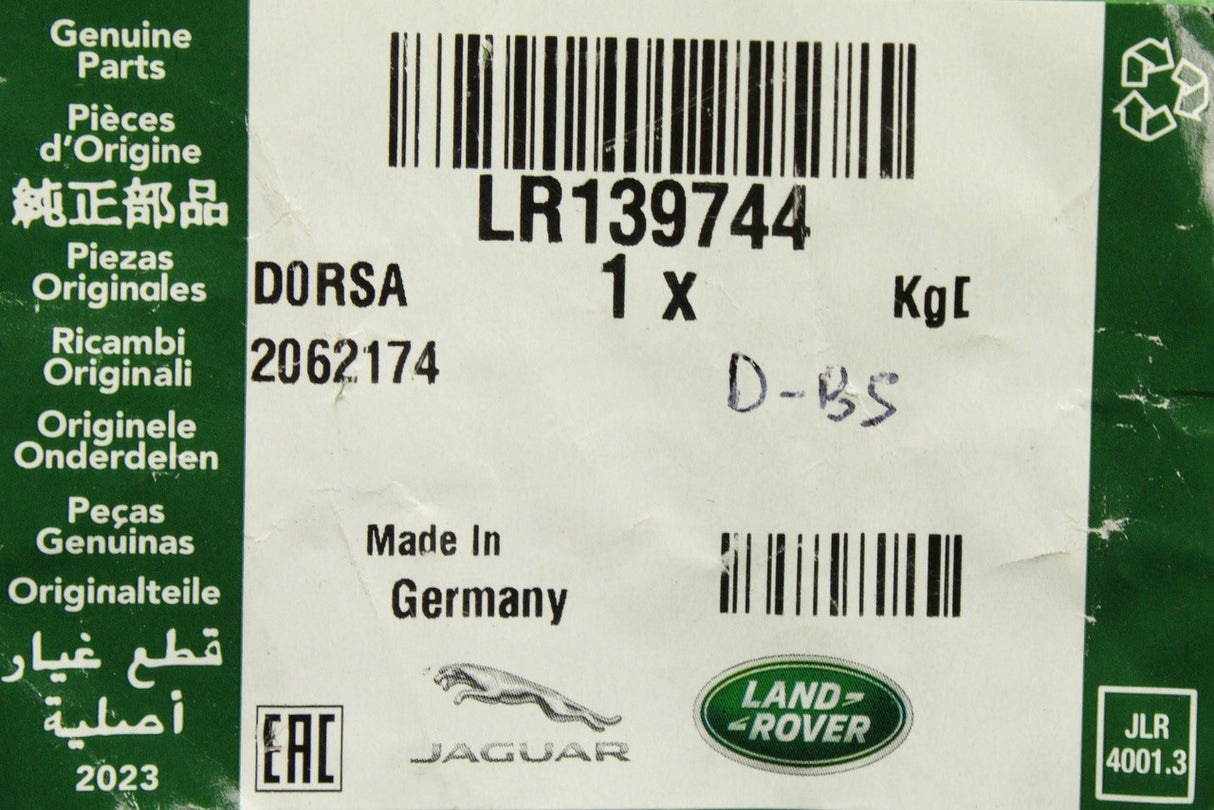 Genuine
Parts
Pièces
d'Origine
純正部品
Piezas
Originales
Ricambi
Originali
Originele
Onderdelen
Peças
Genuinas
Originalteile
قطع غيار
أصلية
2023
LR139744
DORSA
1 x
Kg[
2062174
D-B5
Made In
Germany
EAC
JAGUAR
LAND
ROVER
JLR
4001.3